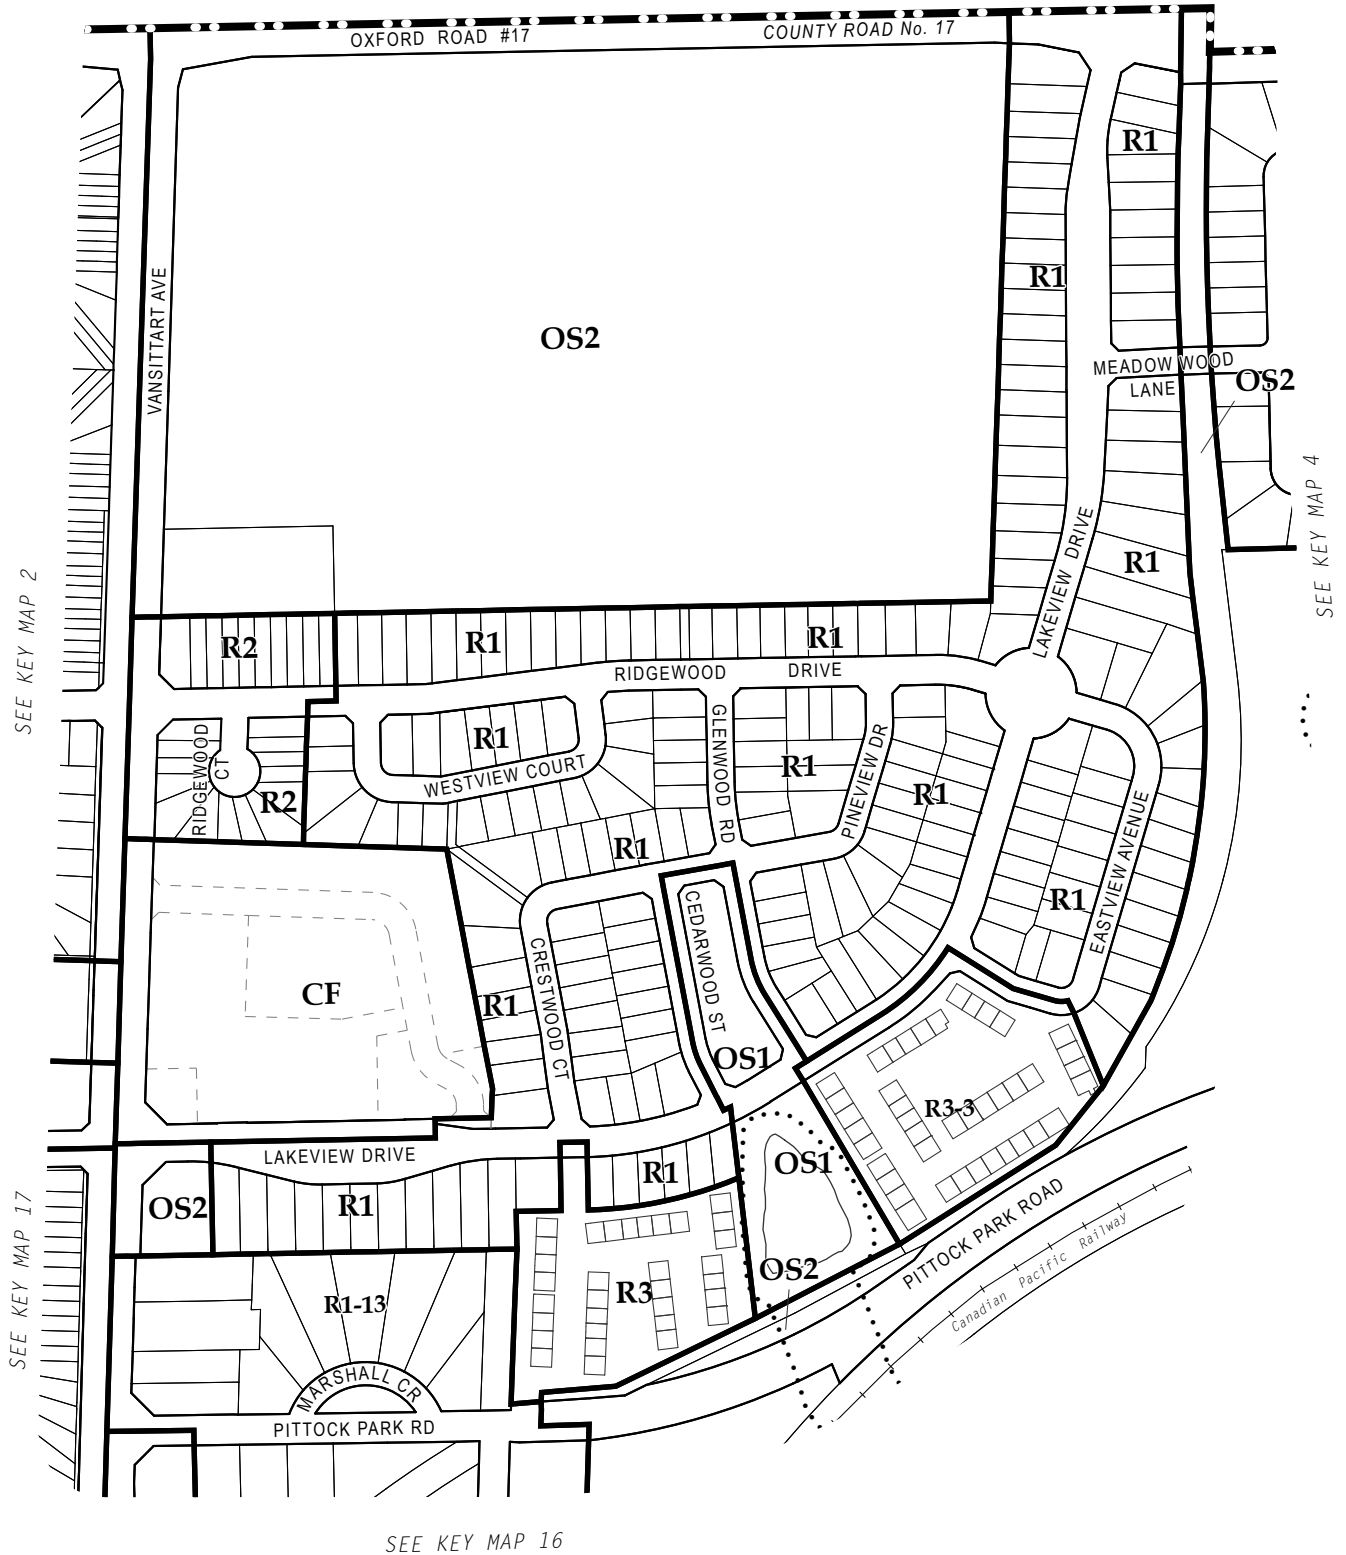 OXFORD ROAD #17
COUNTY ROAD No. 17
R1
VANSITTART AVE
R1
OS2
MEADOW WOOD
LANE
OS2
SEE KEY MAP 4
LAKEVIEW DRIVE
R1
SEE KEY MAP 2
R2
R1
R1
RIDGEWOOD DRIVE
RIDGEWOOD
CT
R2
R1
WESTVIEW COURT
GLENWOOD RD
R1
PINEVIEW DR
R1
R1
R1
EASTVIEW AVENUE
CEDARWOOD ST
CRESTWOOD CT
CF
R1
OS1
R3-3
LAKEVIEW DRIVE
OS1
R1
OS2
R1
SEE KEY MAP 17
PITTOCK PARK ROAD
Canadian Pacific Railway
OS2
R3
R1-13
MARSHALL CR
PITTOCK PARK RD
SEE KEY MAP 16